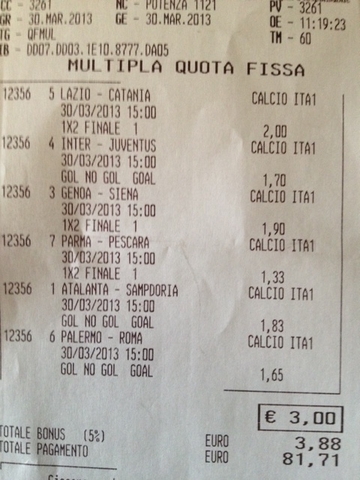 CC - 3261 NC - POTENZA 1121 PV - 3261
GR - 30.MAR.2013 GE - 30.MAR.2013 OE - 11:19:23
TG - QFMUL TM - 60
TB - DD07.DD03.1E10.8777.DA05
MULTIPLA QUOTA FISSA
12356 5 LAZIO - CATANIA CALCIO ITA1
30/03/2013 15:00
1X2 FINALE 1 2,00
12356 4 INTER - JUVENTUS CALCIO ITA1
30/03/2013 15:00
GOL NO GOL GOAL 1,70
12356 3 GENOA - SIENA CALCIO ITA1
30/03/2013 15:00
1X2 FINALE 1 1,90
12356 7 PARMA - PESCARA CALCIO ITA1
30/03/2013 15:00
1X2 FINALE 1 1,33
12356 1 ATALANTA - SAMPDORIA CALCIO ITA1
30/03/2013 15:00
GOL NO GOL GOAL 1,83
12356 6 PALERMO - ROMA CALCIO ITA1
30/03/2013 15:00
GOL NO GOL GOAL 1,65
€ 3,00
TOTALE BONUS (5%) EURO 3,88
TOTALE PAGAMENTO EURO 81,71